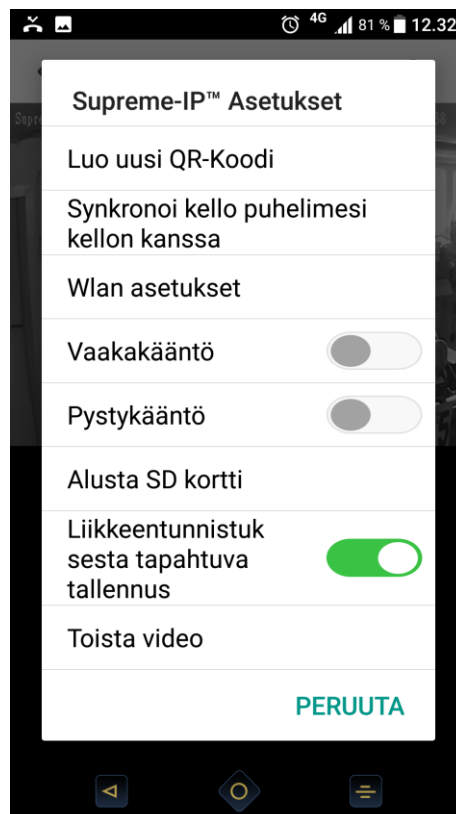 4G 81 % 12.32
Supreme-IP™ Asetukset
Luo uusi QR-Koodi
Synkronoi kello puhelimesi
kellon kanssa
Wlan asetukset
Vaakakääntö
Pystykääntö
Alusta SD kortti
Liikkeentunnistuk
sesta tapahtuva
tallennus
Toista video
PERUUTA